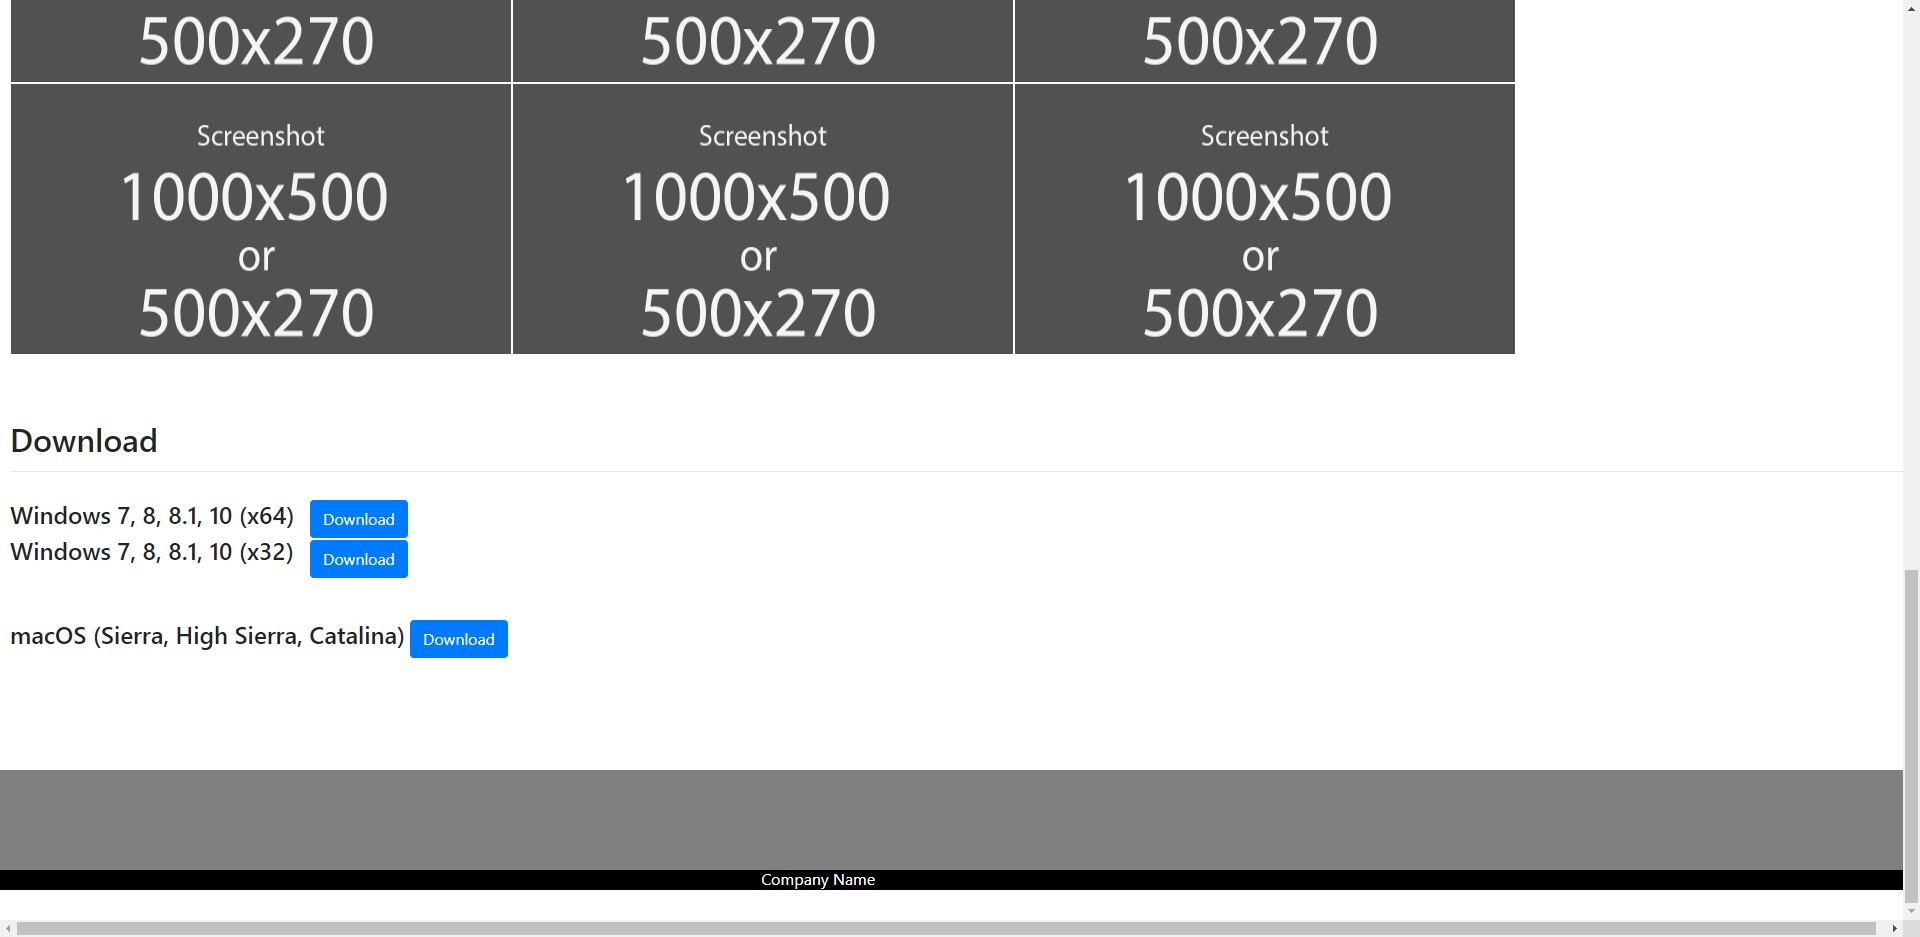 500x270 500x270 500x270
Screenshot Screenshot Screenshot
1000x500 1000x500 1000x500
or or or
500x270 500x270 500x270
Download
Windows 7, 8, 8.1, 10 (x64) Download
Windows 7, 8, 8.1, 10 (x32) Download
macOS (Sierra, High Sierra, Catalina) Download
Company Name